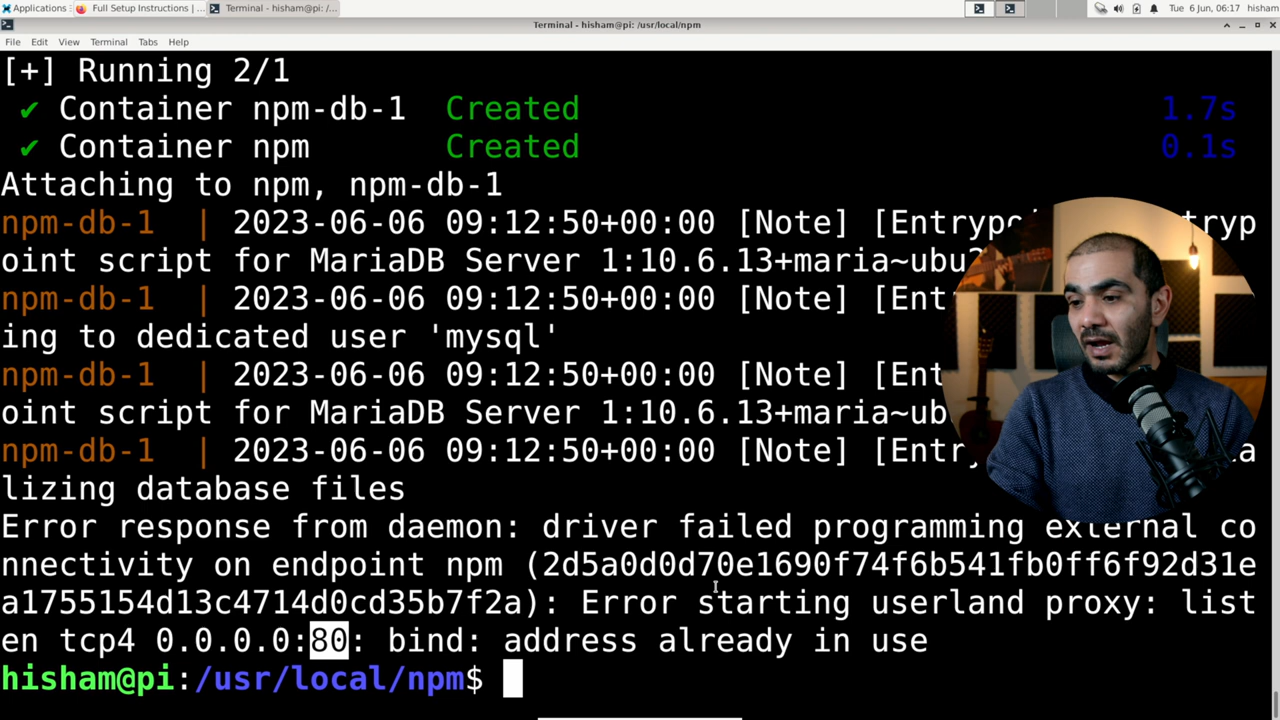 Applications
Full Setup Instructions | ...
Terminal - hisham@pi: /...
Tue 6 Jun, 06:17 hisham
Terminal - hisham@pi: /usr/local/npm
File Edit View Terminal Tabs Help
[+] Running 2/1
✔ Container npm-db-1 Created 1.7s
✔ Container npm Created 0.1s
Attaching to npm, npm-db-1
npm-db-1 | 2023-06-06 09:12:50+00:00 [Note] [Entrypo tryp
oint script for MariaDB Server 1:10.6.13+maria~ubu
npm-db-1 | 2023-06-06 09:12:50+00:00 [Note] [Ent
ing to dedicated user 'mysql'
npm-db-1 | 2023-06-06 09:12:50+00:00 [Note] [Ent
oint script for MariaDB Server 1:10.6.13+maria~ub
npm-db-1 | 2023-06-06 09:12:50+00:00 [Note] [Entr a
lizing database files
Error response from daemon: driver failed programming external co
nnectivity on endpoint npm (2d5a0d0d70e1690f74f6b541fb0ff6f92d31e
a1755154d13c4714d0cd35b7f2a): Error starting userland proxy: list
en tcp4 0.0.0.0:80: bind: address already in use
hisham@pi:/usr/local/npm$